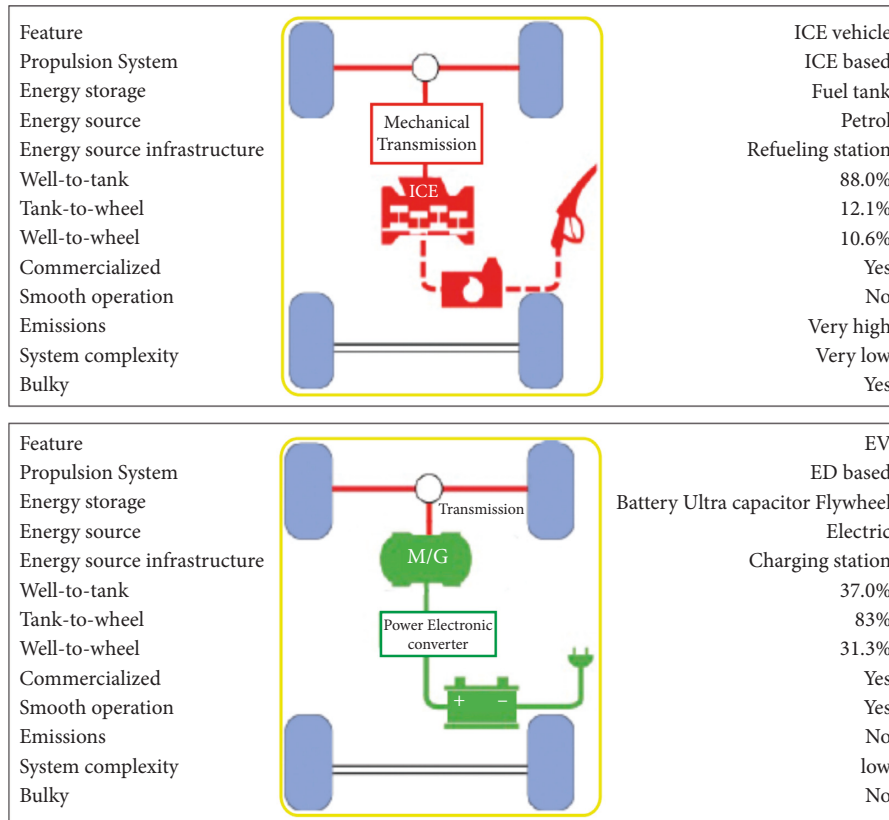 Feature ICE vehicle
Propulsion System ICE based
Energy storage Fuel tank
Energy source Petrol
Energy source infrastructure Refueling station
Well-to-tank 88.0%
Tank-to-wheel 12.1%
Well-to-wheel 10.6%
Commercialized Yes
Smooth operation No
Emissions Very high
System complexity Very low
Bulky Yes
Mechanical
Transmission
ICE
Feature EV
Propulsion System ED based
Energy storage Battery Ultra capacitor Flywheel
Energy source Electric
Energy source infrastructure Charging station
Well-to-tank 37.0%
Tank-to-wheel 83%
Well-to-wheel 31.3%
Commercialized Yes
Smooth operation Yes
Emissions No
System complexity low
Bulky No
Transmission
M/G
Power Electronic
converter
+ −